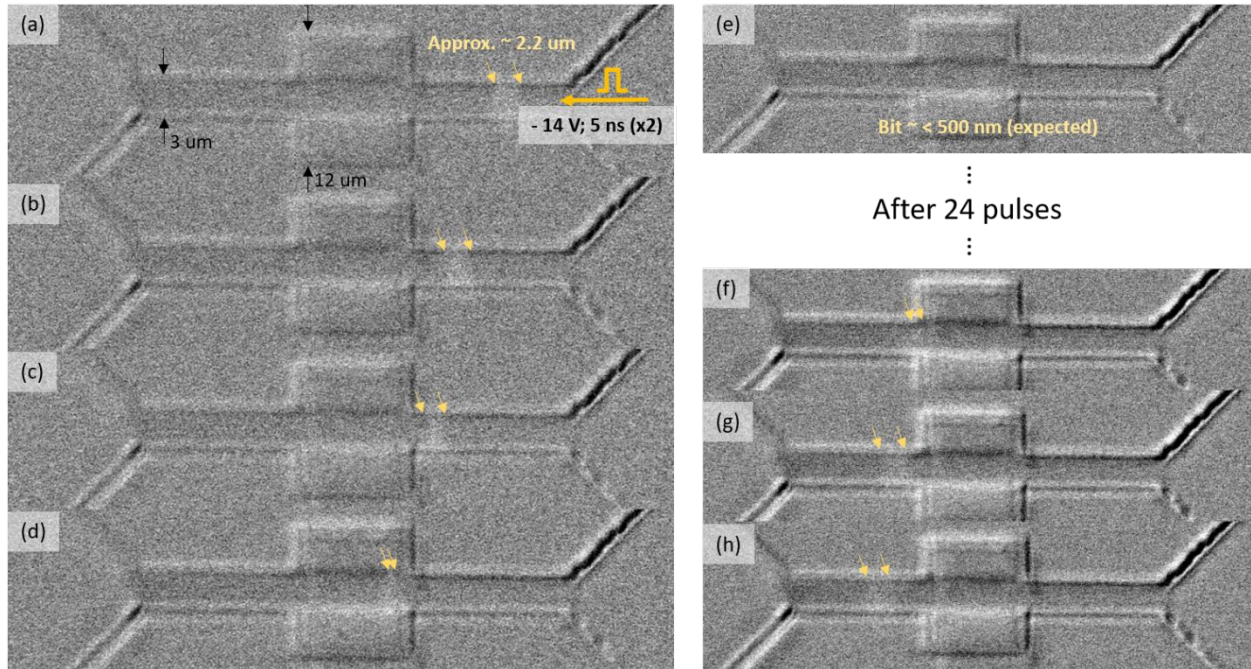 (a)
Approx. ~ 2.2 um
- 14 V; 5 ns (x2)
3 um
12 um
(b)
(c)
(d)
(e)
Bit ~ < 500 nm (expected)
⋮
After 24 pulses
⋮
(f)
(g)
(h)